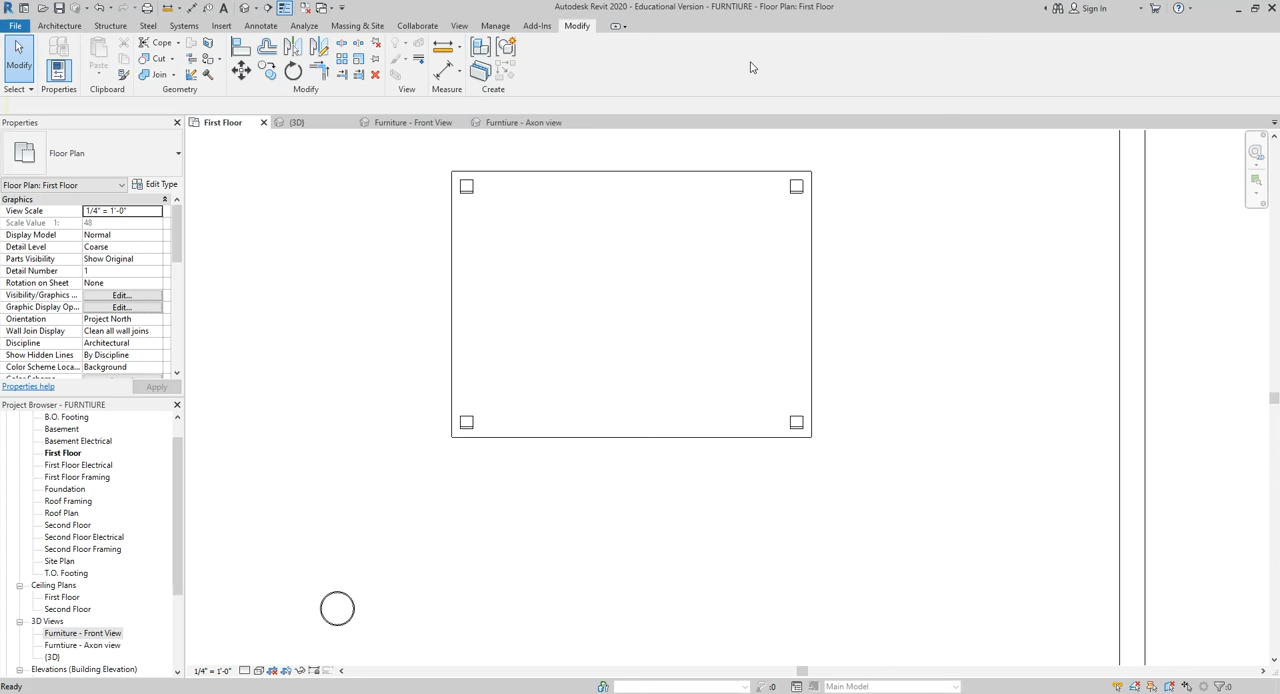 Autodesk Revit 2020 - Educational Version - FURNTIURE - Floor Plan: First Floor
Sign In
File Architecture Structure Steel Systems Insert Annotate Analyze Massing & Site Collaborate View Manage Add-Ins Modify
Modify Paste Cope
Cut
Join
Select Properties Clipboard Geometry Modify View Measure Create
Properties First Floor {3D} Furniture - Front View Furntiure - Axon view
Floor Plan
Floor Plan: First Floor Edit Type
Graphics
View Scale 1/4" = 1'-0"
Scale Value 1: 48
Display Model Normal
Detail Level Coarse
Parts Visibility Show Original
Detail Number 1
Rotation on Sheet None
Visibility/Graphics ... Edit...
Graphic Display Op... Edit...
Orientation Project North
Wall Join Display Clean all wall joins
Discipline Architectural
Show Hidden Lines By Discipline
Color Scheme Loca... Background
Properties help Apply
Project Browser - FURNTIURE
B.O. Footing
Basement
Basement Electrical
First Floor
First Floor Electrical
First Floor Framing
Foundation
Roof Framing
Roof Plan
Second Floor
Second Floor Electrical
Second Floor Framing
Site Plan
T.O. Footing
Ceiling Plans
First Floor
Second Floor
3D Views
Furniture - Front View
Furntiure - Axon view
{3D}
Elevations (Building Elevation)
1/4" = 1'-0"
Ready :0 Main Model :0